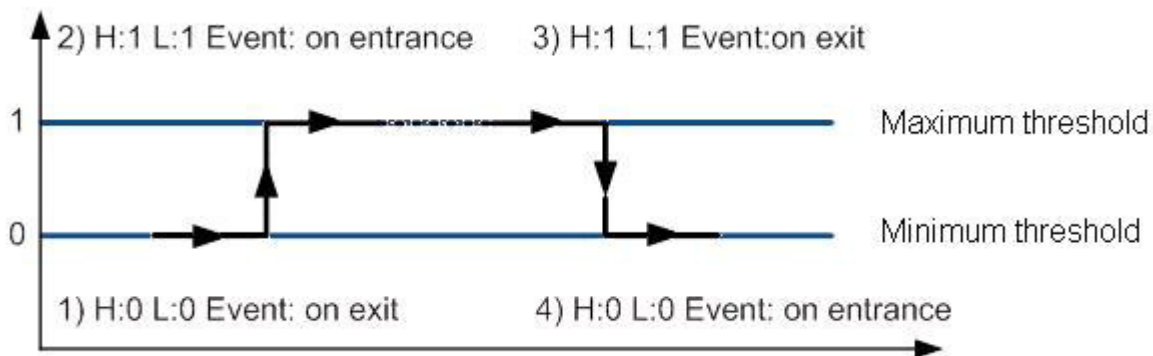 2) H:1 L:1 Event: on entrance
3) H:1 L:1 Event:on exit
1
Maximum threshold
0
Minimum threshold
1) H:0 L:0 Event: on exit
4) H:0 L:0 Event: on entrance